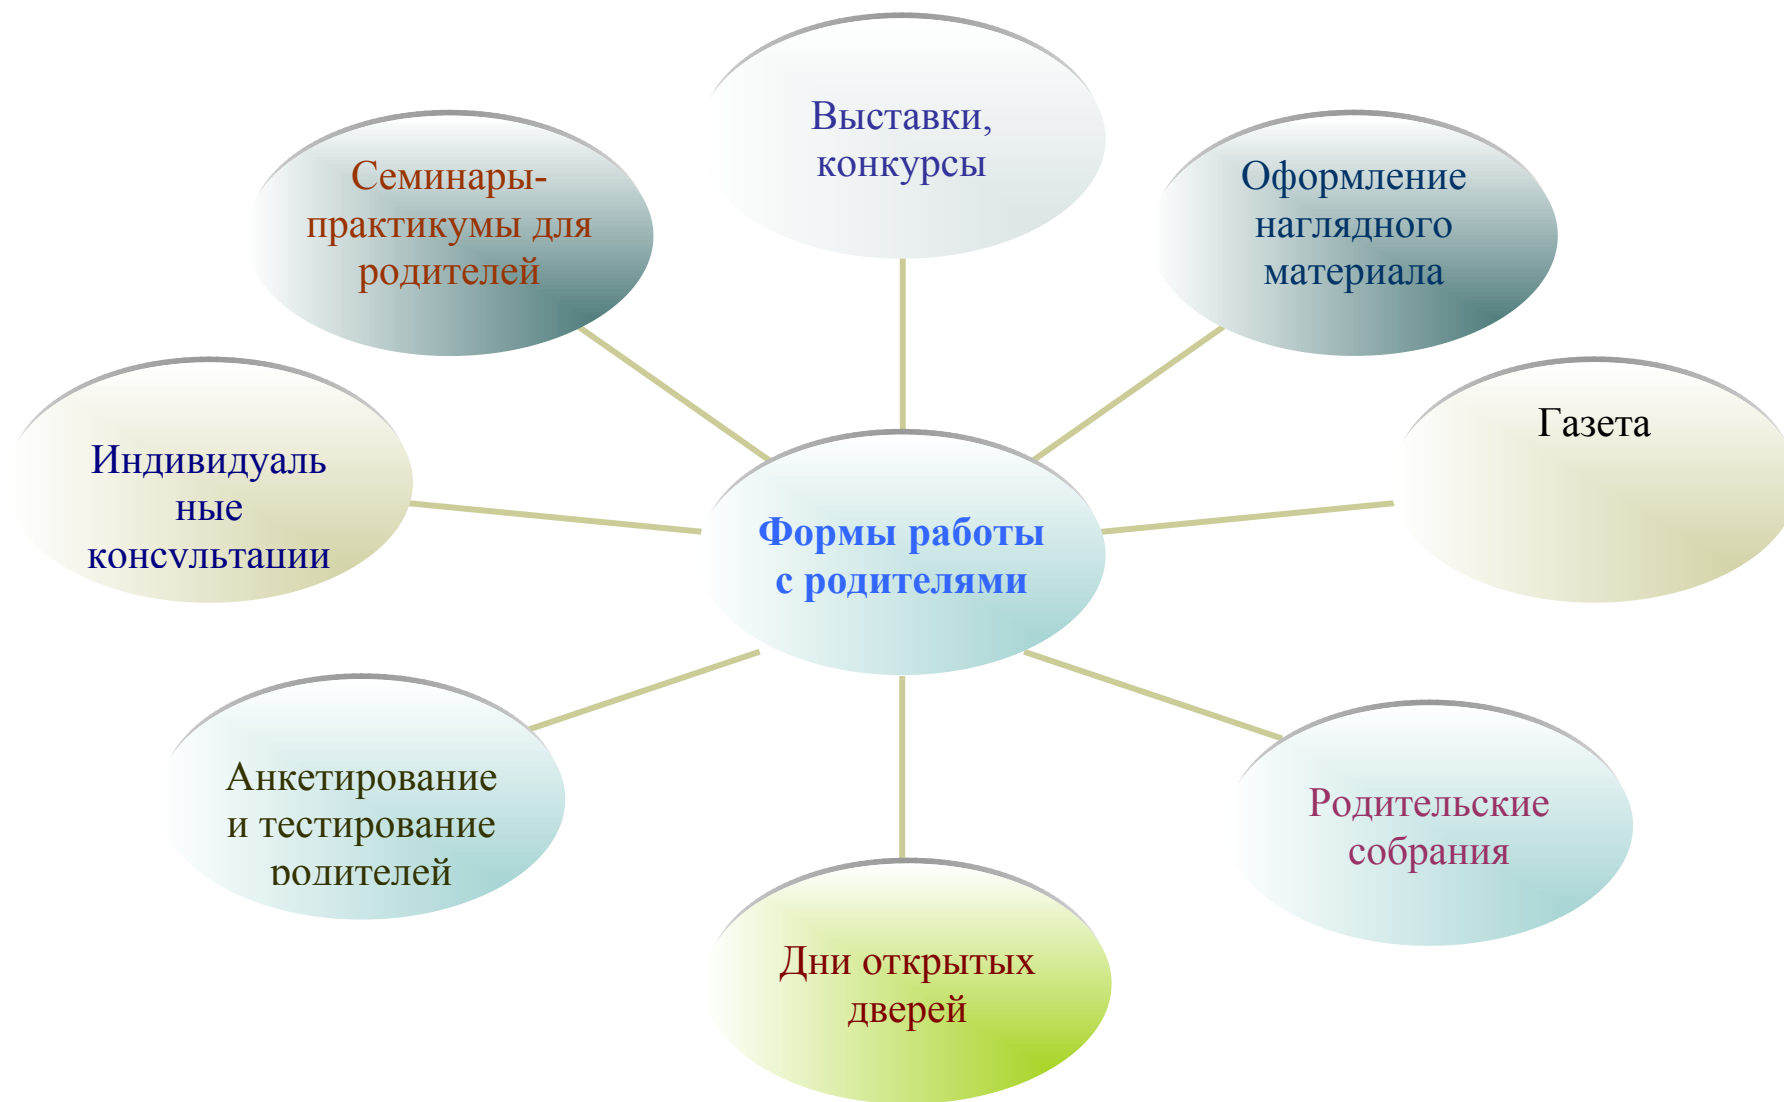 Выставки,
конкурсы
Семинары-
практикумы для
родителей
Оформление
наглядного
материала
Газета
Индивидуаль
ные
консультации
Формы работы
с родителями
Анкетирование
и тестирование
родителей
Родительские
собрания
Дни открытых
дверей